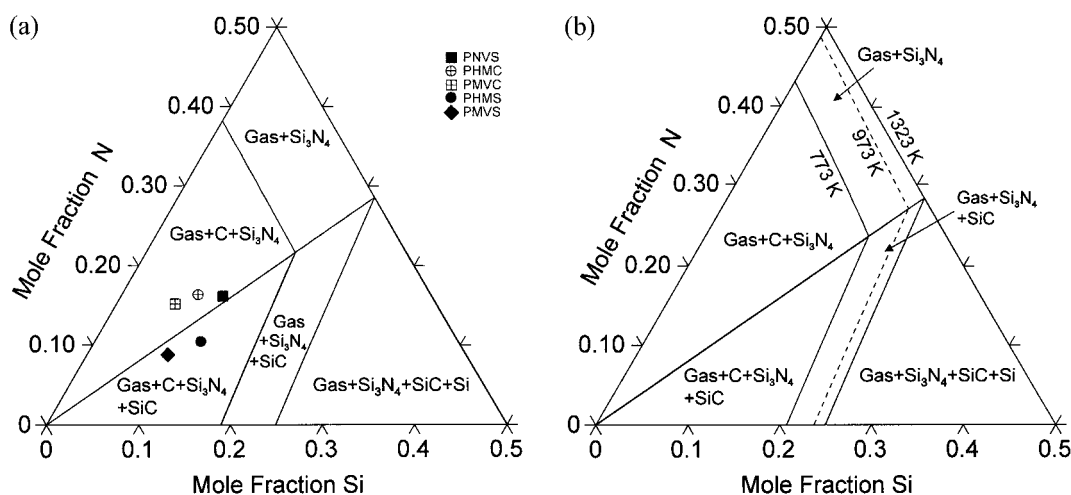 (a)
0.50
0.40
0.30
0.20
0.10
0
Mole Fraction N
PNVS
PHMC
PMVC
PHMS
PMVS
Gas+Si₃N₄
Gas+C+Si₃N₄
Gas
+Si₃N₄
+SiC
Gas+C+Si₃N₄
+SiC
Gas+Si₃N₄+SiC+Si
0 0.1 0.2 0.3 0.4 0.5
Mole Fraction Si
(b)
0.50
0.40
0.30
0.20
0.10
0
Mole Fraction N
Gas+Si₃N₄
1323 K
973 K
773 K
Gas+Si₃N₄
+SiC
Gas+C+Si₃N₄
Gas+C+Si₃N₄
+SiC
Gas+Si₃N₄+SiC+Si
0 0.1 0.2 0.3 0.4 0.5
Mole Fraction Si